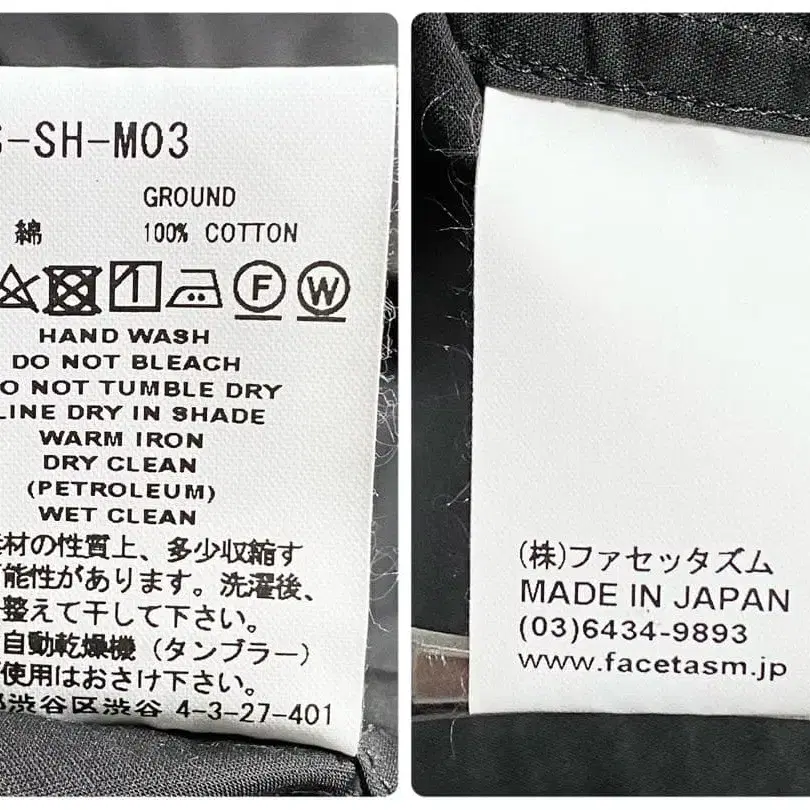 -SH-M03
GROUND
綿 100% COTTON
F W
HAND WASH
DO NOT BLEACH
O NOT TUMBLE DRY
LINE DRY IN SHADE
WARM IRON
DRY CLEAN
(PETROLEUM)
WET CLEAN
材の性質上、多少収縮す
能性があります。洗濯後、
整えて干して下さい。
自動乾燥機(タンブラー)
使用はおさけ下さい。
渋谷区渋谷 4-3-27-401
(株)ファセッタズム
MADE IN JAPAN
(03)6434-9893
www.facetasm.jp